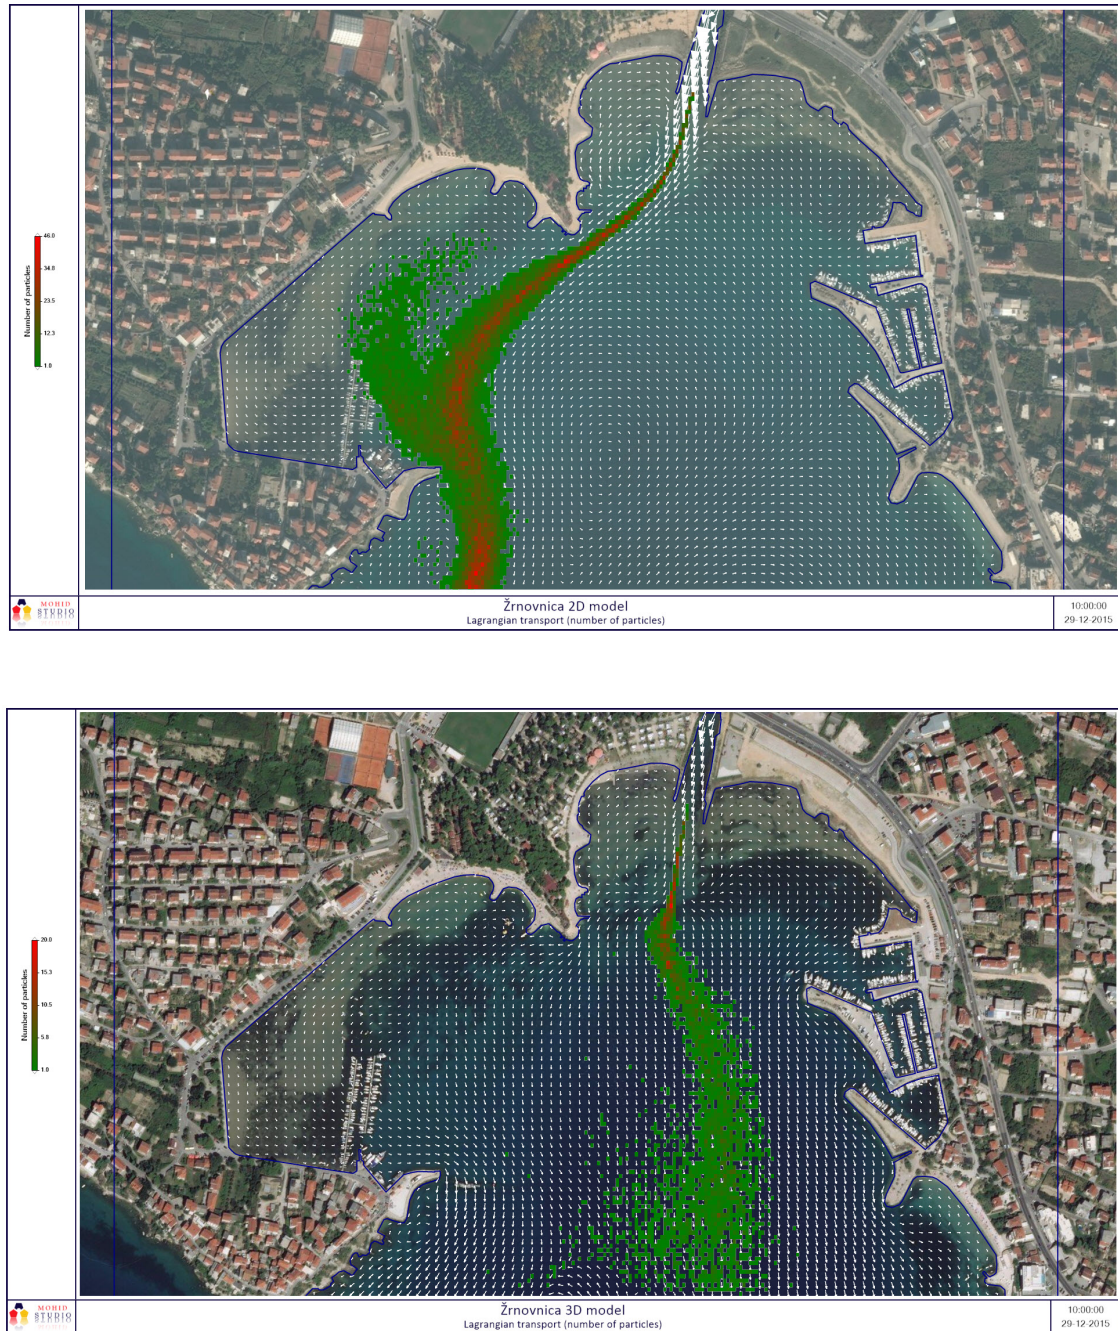 46.0
34.8
23.5
12.3
1.0
Number of particles
MOHID
STUDIO
Žrnovnica 2D model
Lagrangian transport (number of particles)
10:00:00
29-12-2015
20.0
15.3
10.5
5.8
1.0
Number of particles
MOHID
STUDIO
Žrnovnica 3D model
Lagrangian transport (number of particles)
10:00:00
29-12-2015